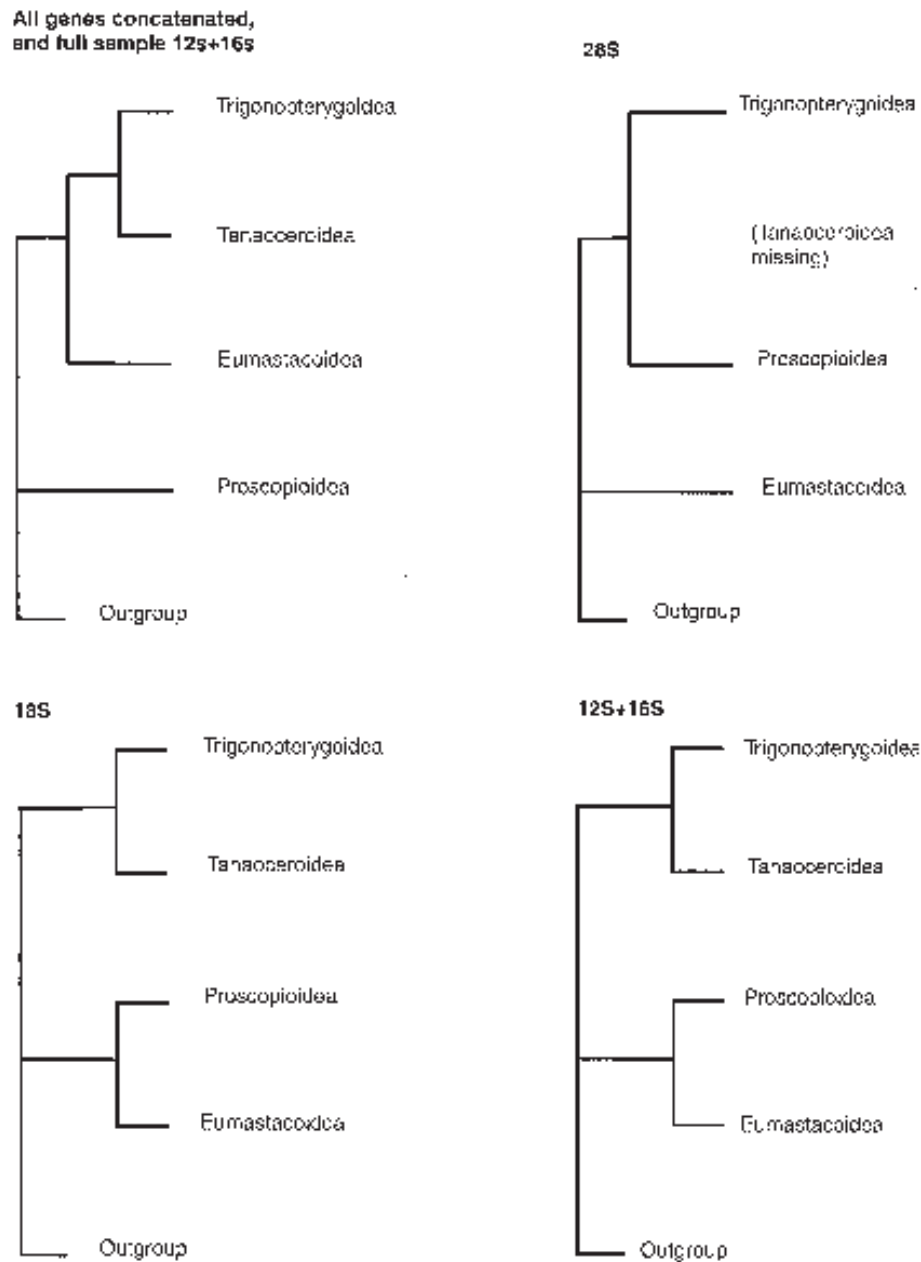 All genes concatenated,
and full sample 12s+16s
Trigonopterygoidea
Tanaoceroidea
Eumastacoidea
Proscopioidea
Outgroup
28S
Trigonopterygoidea
(Tanaoceroidea
missing)
Proscopioidea
Eumastacoidea
Outgroup
18S
Trigonopterygoidea
Tanaoceroidea
Proscopioidea
Eumastacoidea
Outgroup
12S+16S
Trigonopterygoidea
Tanaoceroidea
Proscopioidea
Eumastacoidea
Outgroup